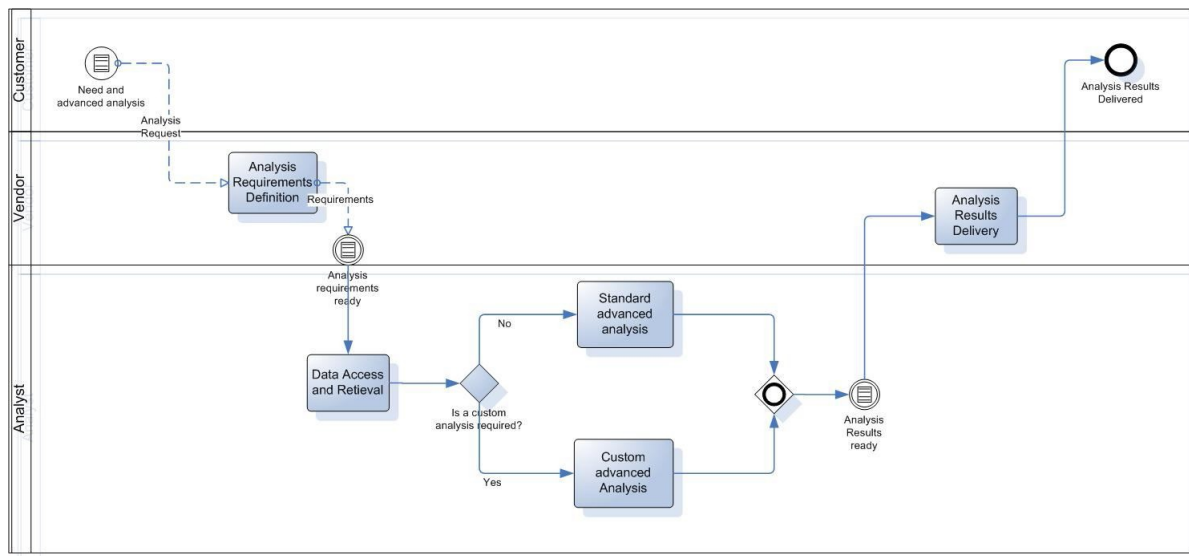 Customer
Need and
advanced analysis
Analysis
Request
Analysis Results
Delivered
Vendor
Analysis
Requirements
Definition
Requirements
Analysis
requirements
ready
Analysis
Results
Delivery
Analyst
Data Access
and Retieval
Is a custom
analysis required?
No
Standard
advanced
analysis
Yes
Custom
advanced
Analysis
Analysis
Results
ready